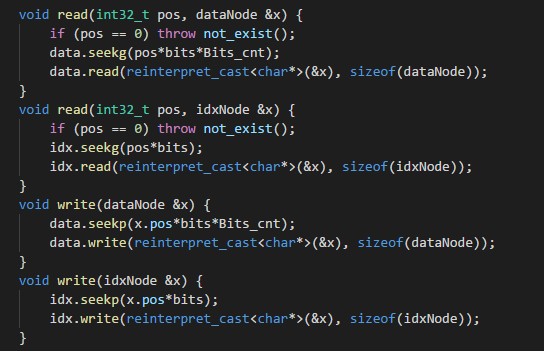 void read(int32_t pos, dataNode &x) {
    if (pos == 0) throw not_exist();
    data.seekg(pos*bits*Bits_cnt);
    data.read(reinterpret_cast<char*>(&x), sizeof(dataNode));
}
void read(int32_t pos, idxNode &x) {
    if (pos == 0) throw not_exist();
    idx.seekg(pos*bits);
    idx.read(reinterpret_cast<char*>(&x), sizeof(idxNode));
}
void write(dataNode &x) {
    data.seekp(x.pos*bits*Bits_cnt);
    data.write(reinterpret_cast<char*>(&x), sizeof(dataNode));
}
void write(idxNode &x) {
    idx.seekp(x.pos*bits);
    idx.write(reinterpret_cast<char*>(&x), sizeof(idxNode));
}